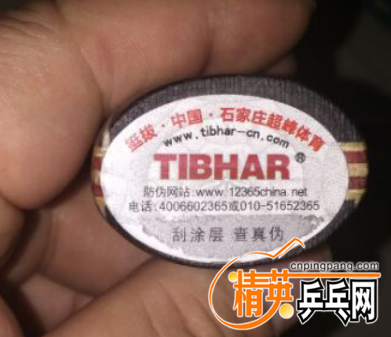 挺拔·中国·石家庄超峰体育
www.tibhar-cn.com
TIBHAR®
防伪网站:www.12365china.net
电话:4006602365或010-51652365
刮涂层 查真伪
cnpingpang.com
精英乒乓网